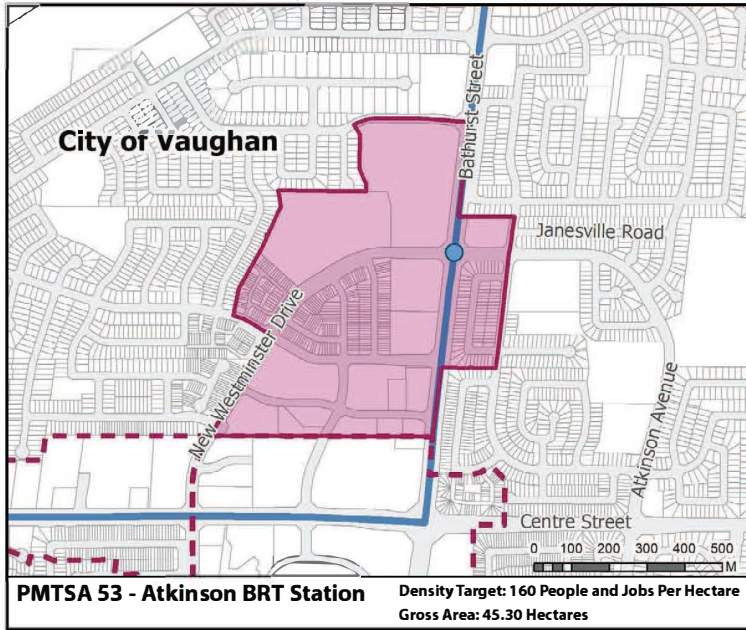 City of Vaughan
Bathurst Street
Janesville Road
New Westminster Drive
Atkinson Avenue
Centre Street
0 100 200 300 400 500
M
PMTSA 53 - Atkinson BRT Station
Density Target: 160 People and Jobs Per Hectare
Gross Area: 45.30 Hectares